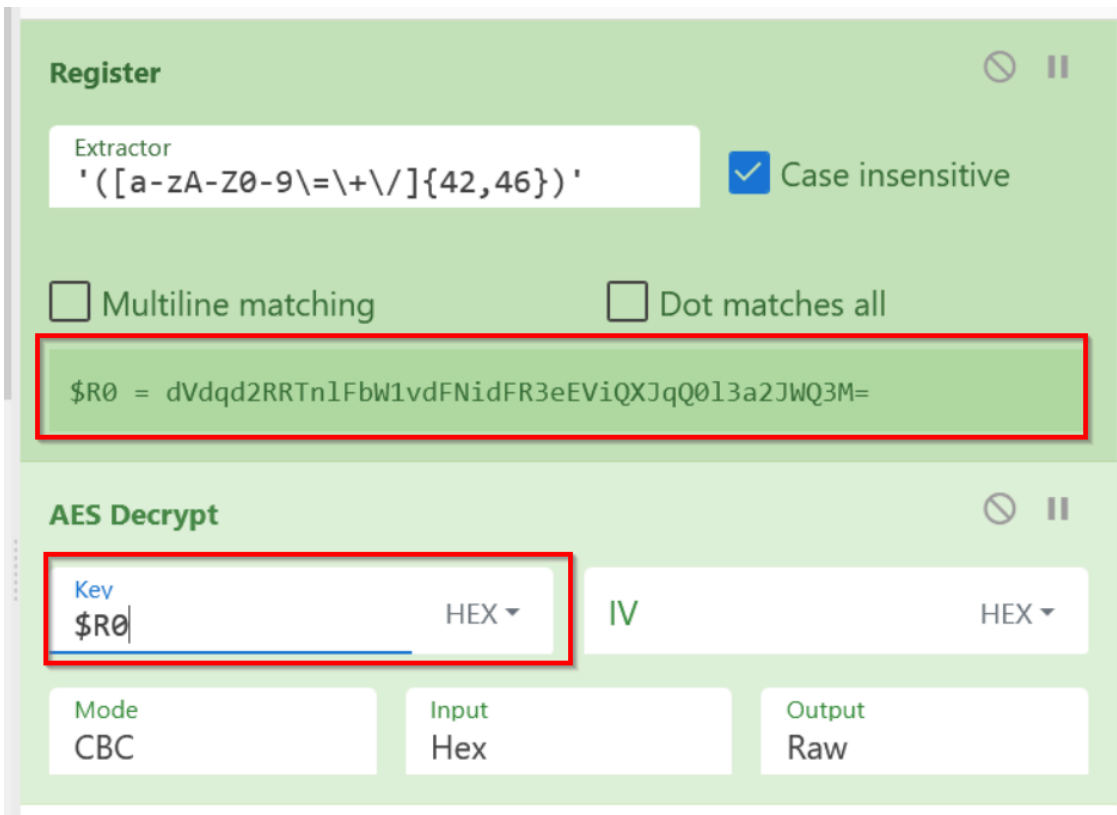 Register
Extractor
'([a-zA-Z0-9\=\+\/]{42,46})'
Case insensitive
Multiline matching
Dot matches all
$R0 = dVdqd2RRTnlFbW1vdFNidFR3eEViQXJqQ0l3a2JWQ3M=
AES Decrypt
Key
$R0
HEX
IV
HEX
Mode
CBC
Input
Hex
Output
Raw